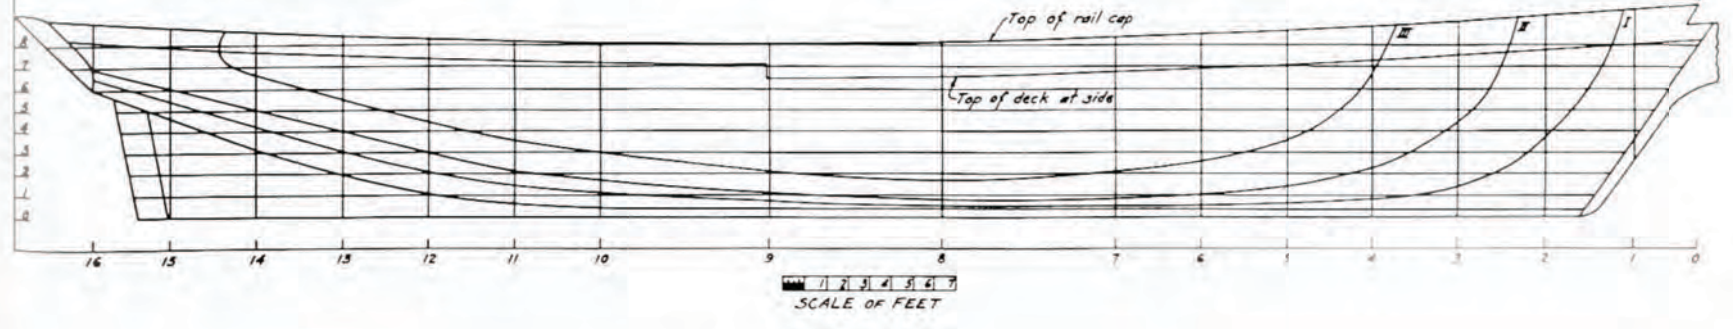 Top of rail cap
III II I
8
7
6
5
4
3
2
1
0
Top of deck at side
16 15 14 13 12 11 10 9 8 7 6 5 4 3 2 1 0
1 2 3 4 5 6 7
SCALE OF FEET